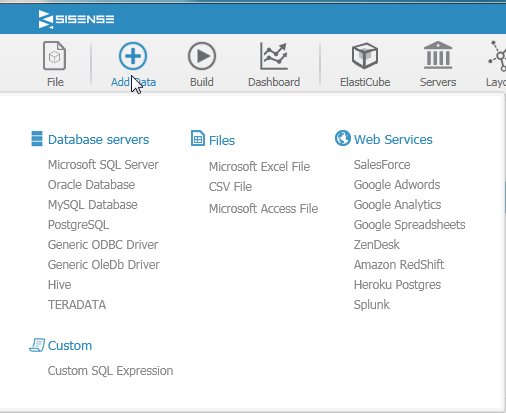 SISENSE
File
Add Data
Build
Dashboard
ElastiCube
Servers
Database servers
Microsoft SQL Server
Oracle Database
MySQL Database
PostgreSQL
Generic ODBC Driver
Generic OleDb Driver
Hive
TERADATA
Files
Microsoft Excel File
CSV File
Microsoft Access File
Web Services
SalesForce
Google Adwords
Google Analytics
Google Spreadsheets
ZenDesk
Amazon RedShift
Heroku Postgres
Splunk
Custom
Custom SQL Expression